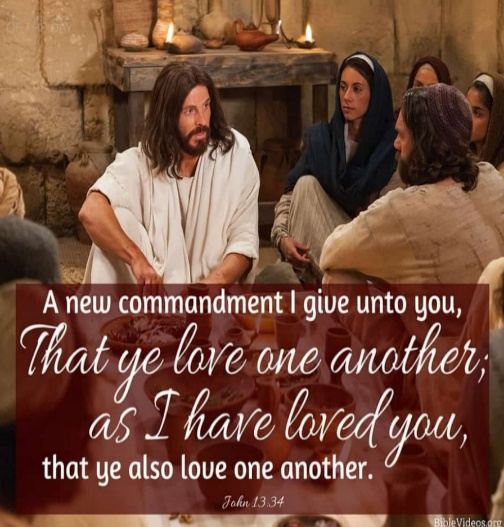 A new commandment I give unto you,
That ye love one another;
as I have loved you,
that ye also love one another.
John 13:34
BibleVideos.org